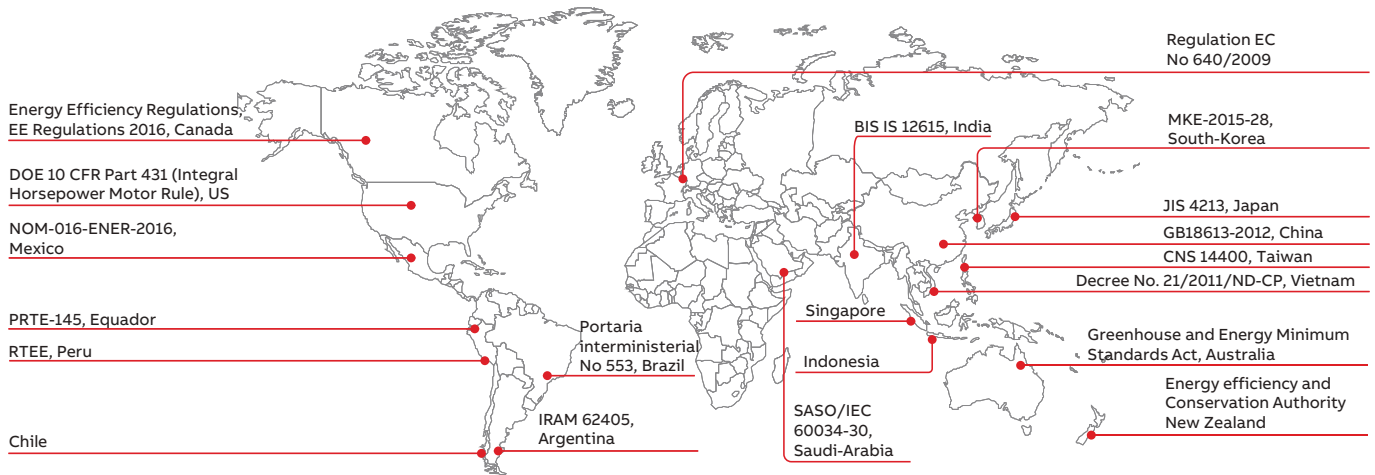 Energy Efficiency Regulations,
EE Regulations 2016, Canada
DOE 10 CFR Part 431 (Integral
Horsepower Motor Rule), US
NOM-016-ENER-2016,
Mexico
PRTE-145, Equador
RTEE, Peru
Chile
Portaria
interministerial
No 553, Brazil
IRAM 62405,
Argentina
Regulation EC
No 640/2009
BIS IS 12615, India
MKE-2015-28,
South-Korea
JIS 4213, Japan
GB18613-2012, China
CNS 14400, Taiwan
Decree No. 21/2011/ND-CP, Vietnam
Singapore
Indonesia
SASO/IEC
60034-30,
Saudi-Arabia
Greenhouse and Energy Minimum
Standards Act, Australia
Energy efficiency and
Conservation Authority
New Zealand